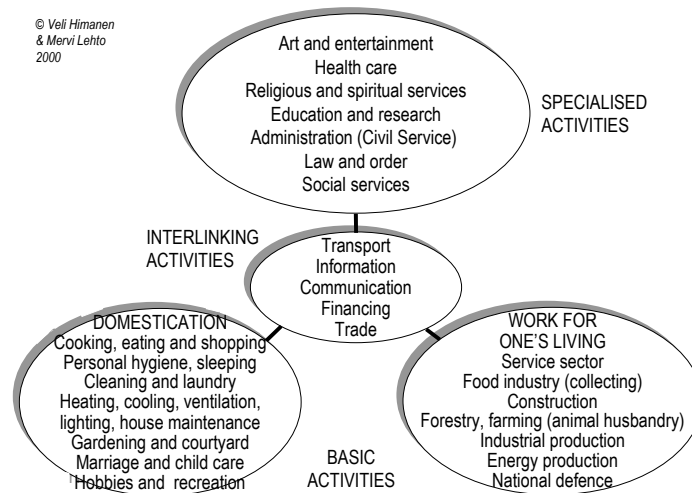 © Veli Himanen
& Mervi Lehto
2000
Art and entertainment
Health care
Religious and spiritual services
Education and research
Administration (Civil Service)
Law and order
Social services
SPECIALISED
ACTIVITIES
INTERLINKING
ACTIVITIES
Transport
Information
Communication
Financing
Trade
DOMESTICATION
Cooking, eating and shopping
Personal hygiene, sleeping
Cleaning and laundry
Heating, cooling, ventilation,
lighting, house maintenance
Gardening and courtyard
Marriage and child care
Hobbies and recreation
WORK FOR
ONE'S LIVING
Service sector
Food industry (collecting)
Construction
Forestry, farming (animal husbandry)
Industrial production
Energy production
National defence
BASIC
ACTIVITIES